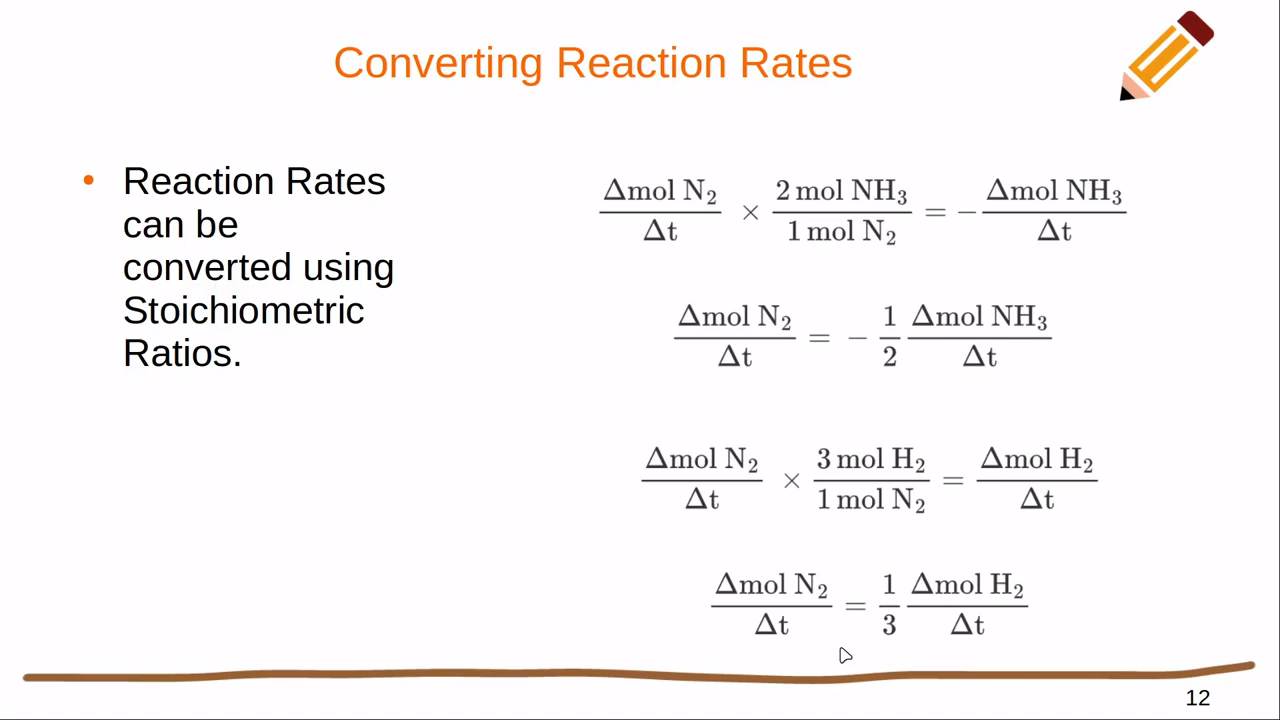 Converting Reaction Rates
• Reaction Rates
can be
converted using
Stoichiometric
Ratios.
Δmol N₂/Δt × 2 mol NH₃/1 mol N₂ = −Δmol NH₃/Δt
Δmol N₂/Δt = −1/2 Δmol NH₃/Δt
Δmol N₂/Δt × 3 mol H₂/1 mol N₂ = Δmol H₂/Δt
Δmol N₂/Δt = 1/3 Δmol H₂/Δt
12